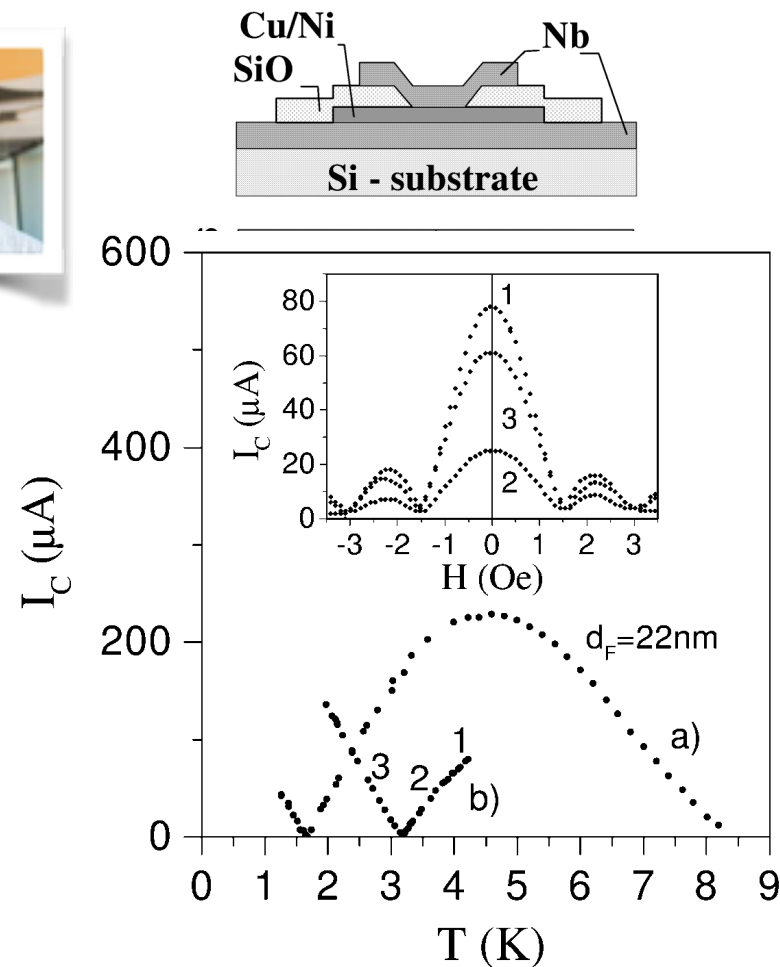 Cu/Ni
Nb
SiO
Si - substrate
600
400
200
0
I_C (μA)
80
60
40
20
0
I_C (μA)
1
3
2
-3 -2 -1 0 1 2 3
H (Oe)
d_F=22nm
a)
1
2
3
b)
0 1 2 3 4 5 6 7 8 9
T (K)